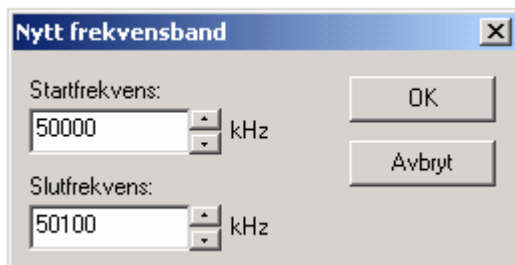 Nytt frekvensband
Startfrekvens:
50000 kHz
OK
Avbryt
Slutfrekvens:
50100 kHz